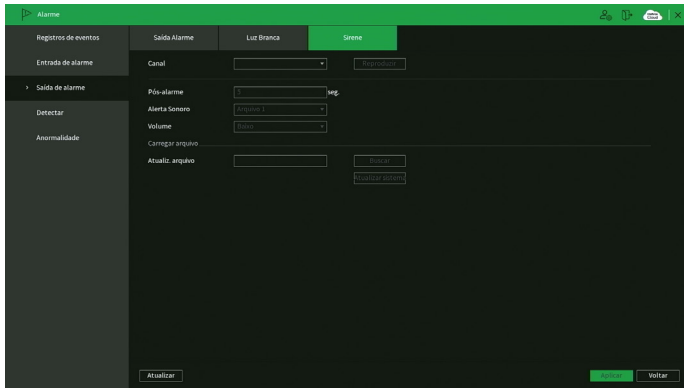 Alarme
Registros de eventos
Entrada de alarme
Saída de alarme
Detectar
Anormalidade
Saída Alarme
Luz Branca
Sirene
Canal
Reproduzir
Pós-alarme
5
seg.
Alerta Sonoro
Arquivo 1
Volume
Baixo
Carregar arquivo
Atualiz. arquivo
Buscar
Atualizar sistema
Atualizar
Aplicar
Voltar